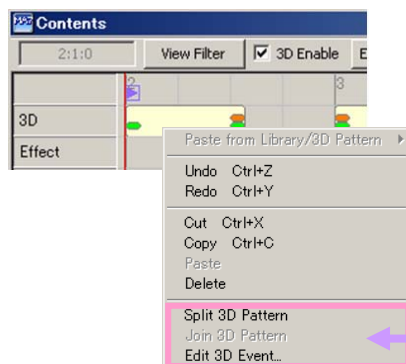 Contents
2:1:0 View Filter 3D Enable E
2 3
3D
Effect
Paste from Library/3D Pattern
Undo Ctrl+Z
Redo Ctrl+Y
Cut Ctrl+X
Copy Ctrl+C
Paste
Delete
Split 3D Pattern
Join 3D Pattern
Edit 3D Event...